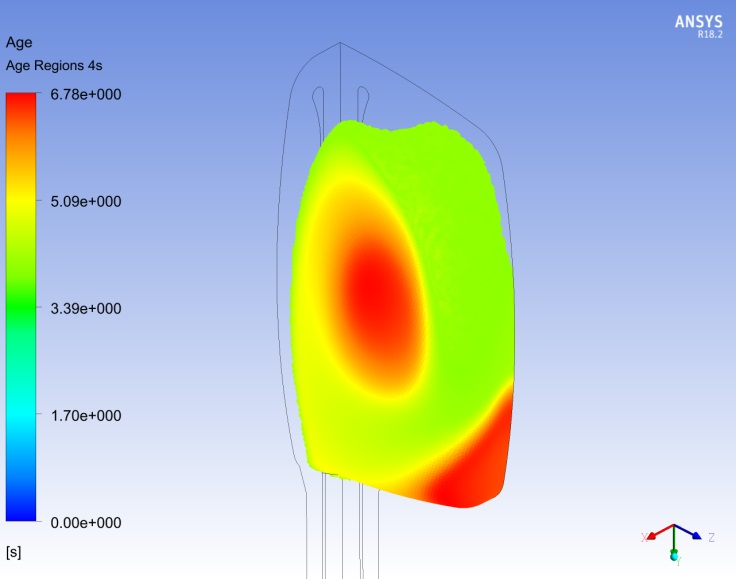 ANSYS
R18.2
Age
Age Regions 4s
6.78e+000
5.09e+000
3.39e+000
1.70e+000
0.00e+000
[s]
X
Z
Y